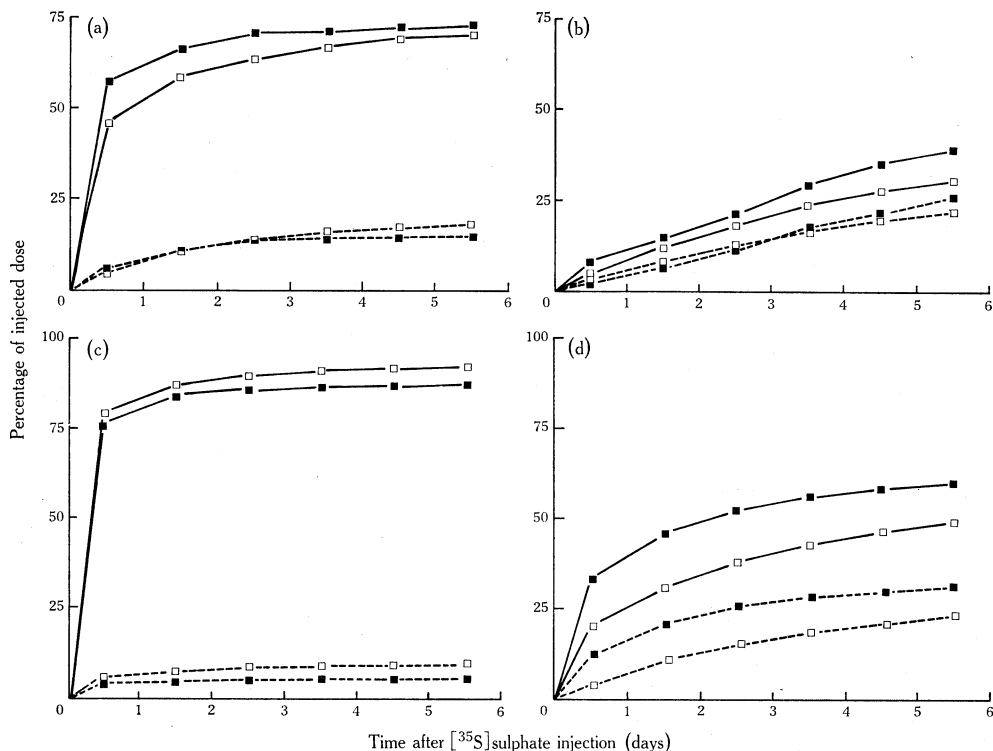 (a)
75
50
25
0 1 2 3 4 5 6
(b)
75
50
25
0 1 2 3 4 5 6
(c)
100
75
50
25
0 1 2 3 4 5 6
(d)
100
75
50
25
0 1 2 3 4 5 6
Percentage of injected dose
Time after [³⁵S]sulphate injection (days)